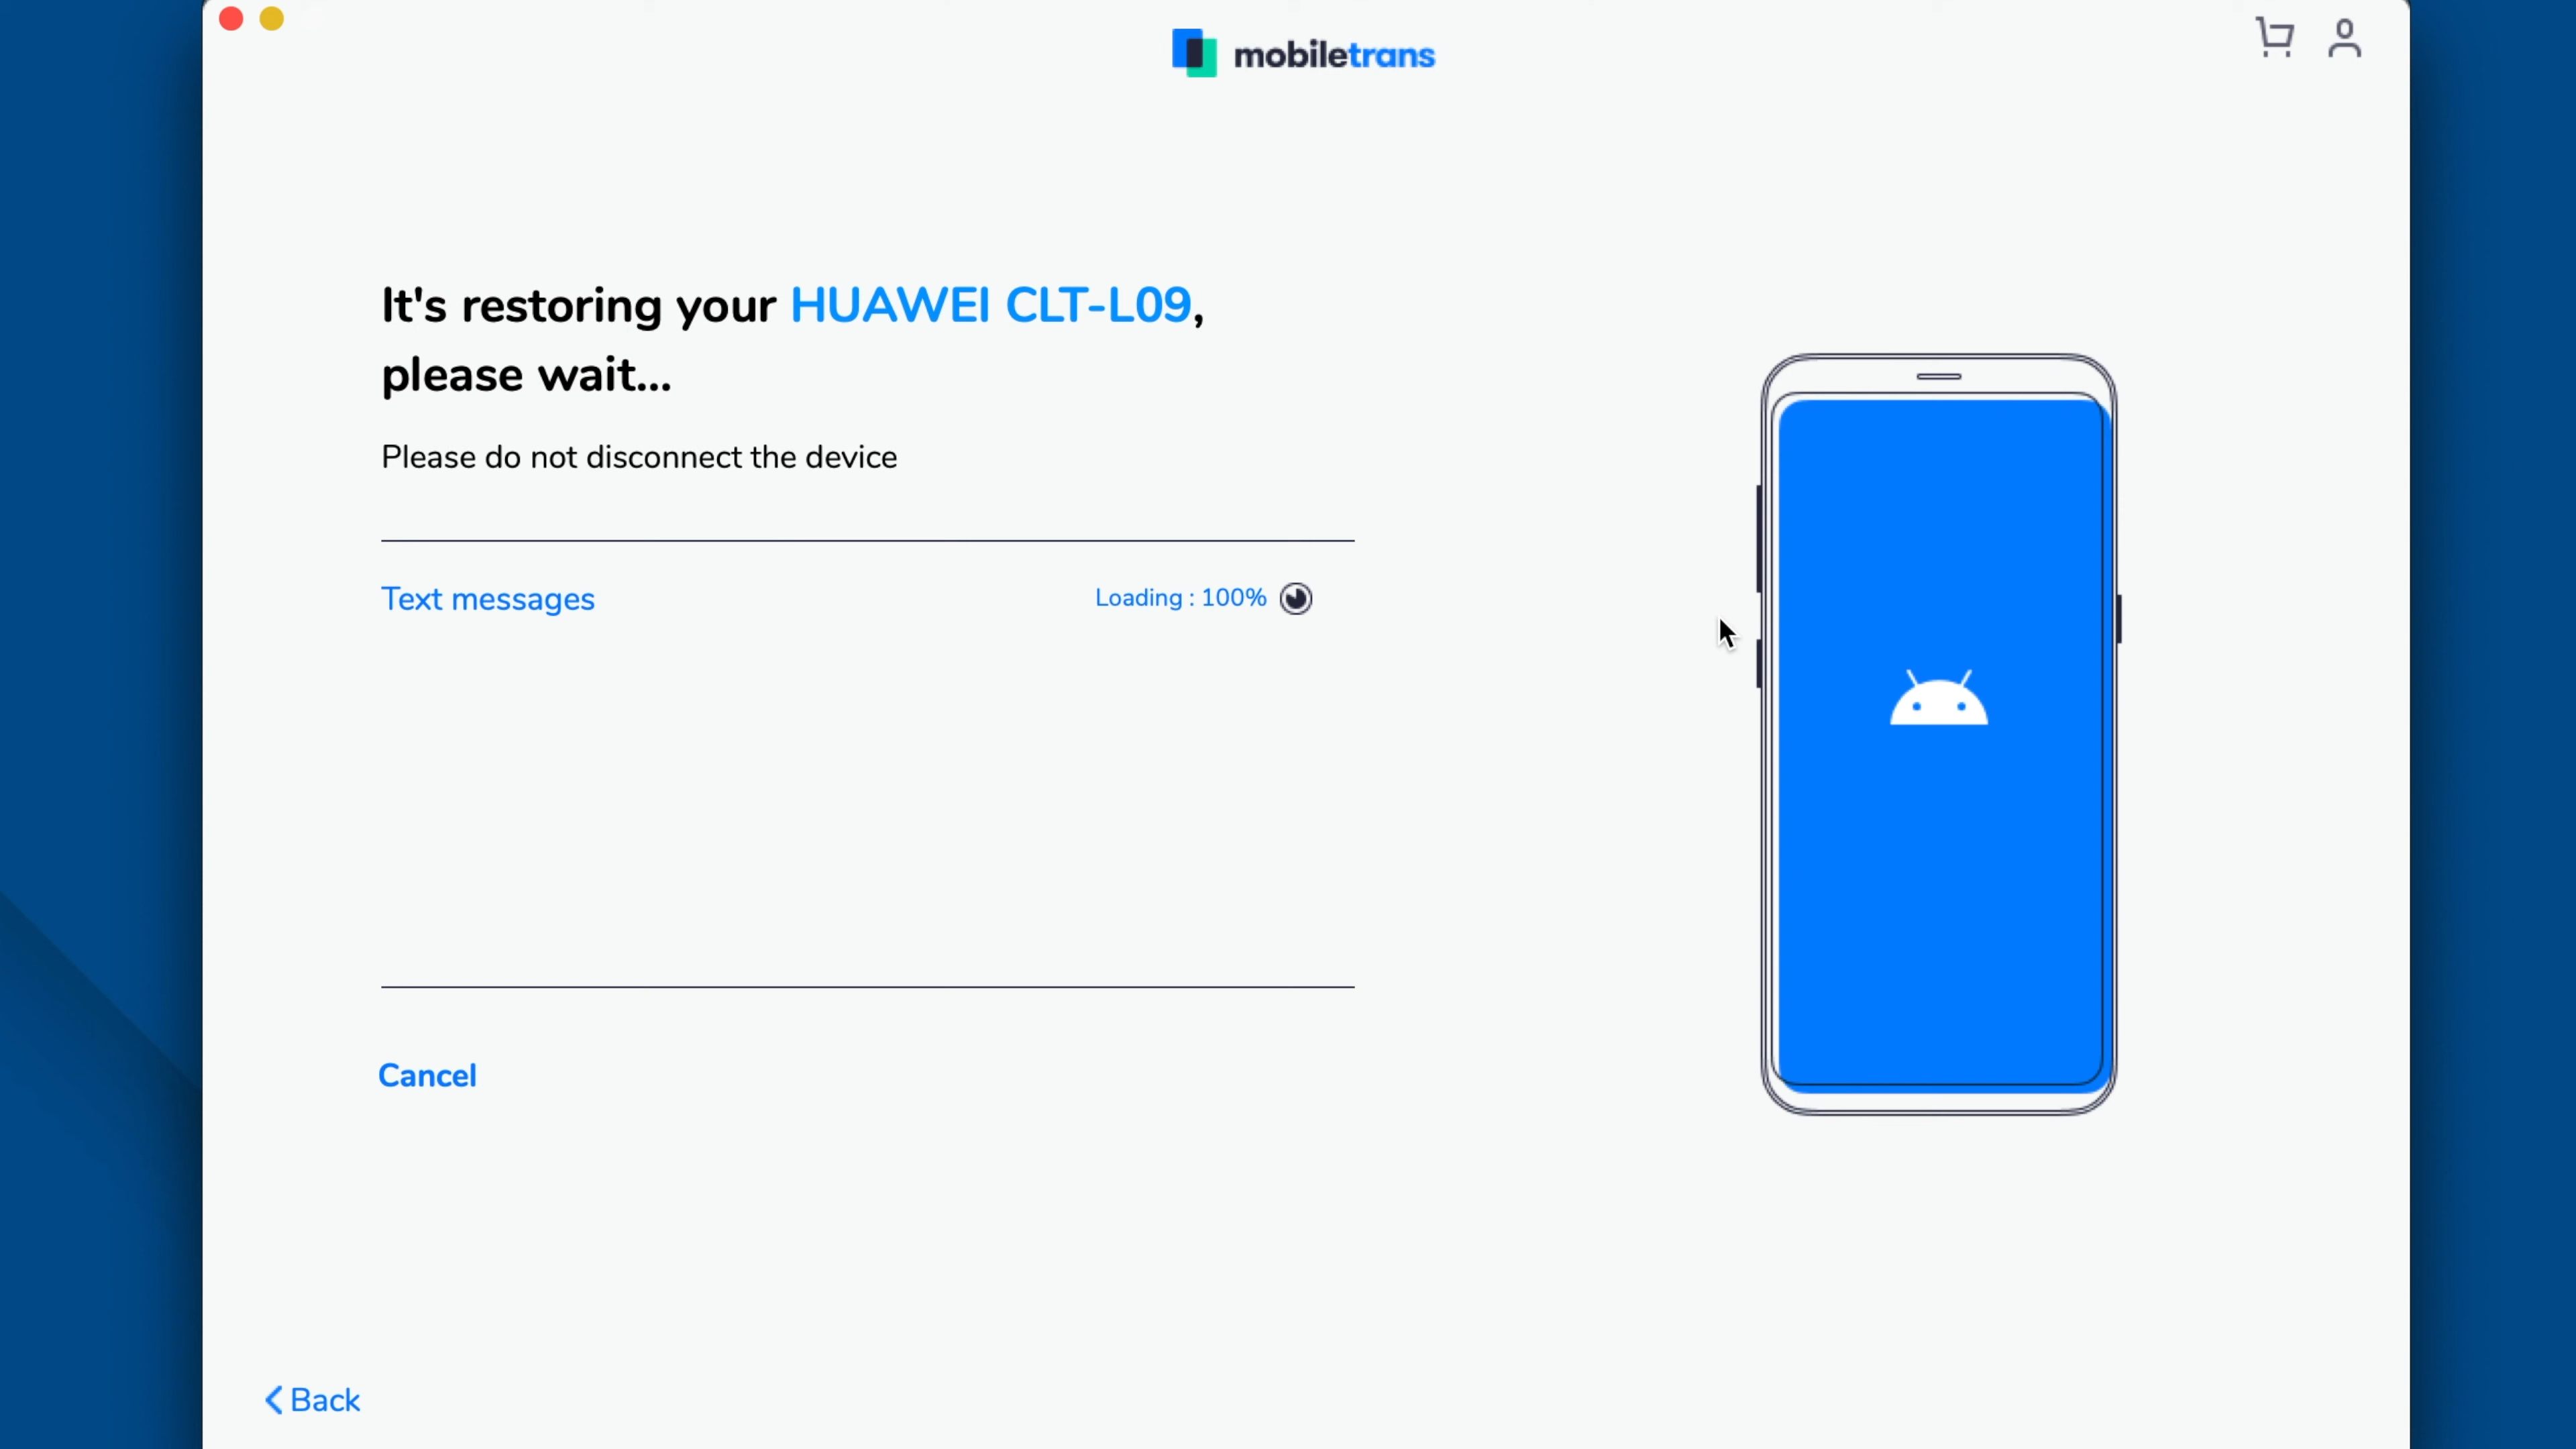 mobiletrans
It's restoring your HUAWEI CLT-L09,
please wait...
Please do not disconnect the device
Text messages
Loading : 100%
Cancel
Back